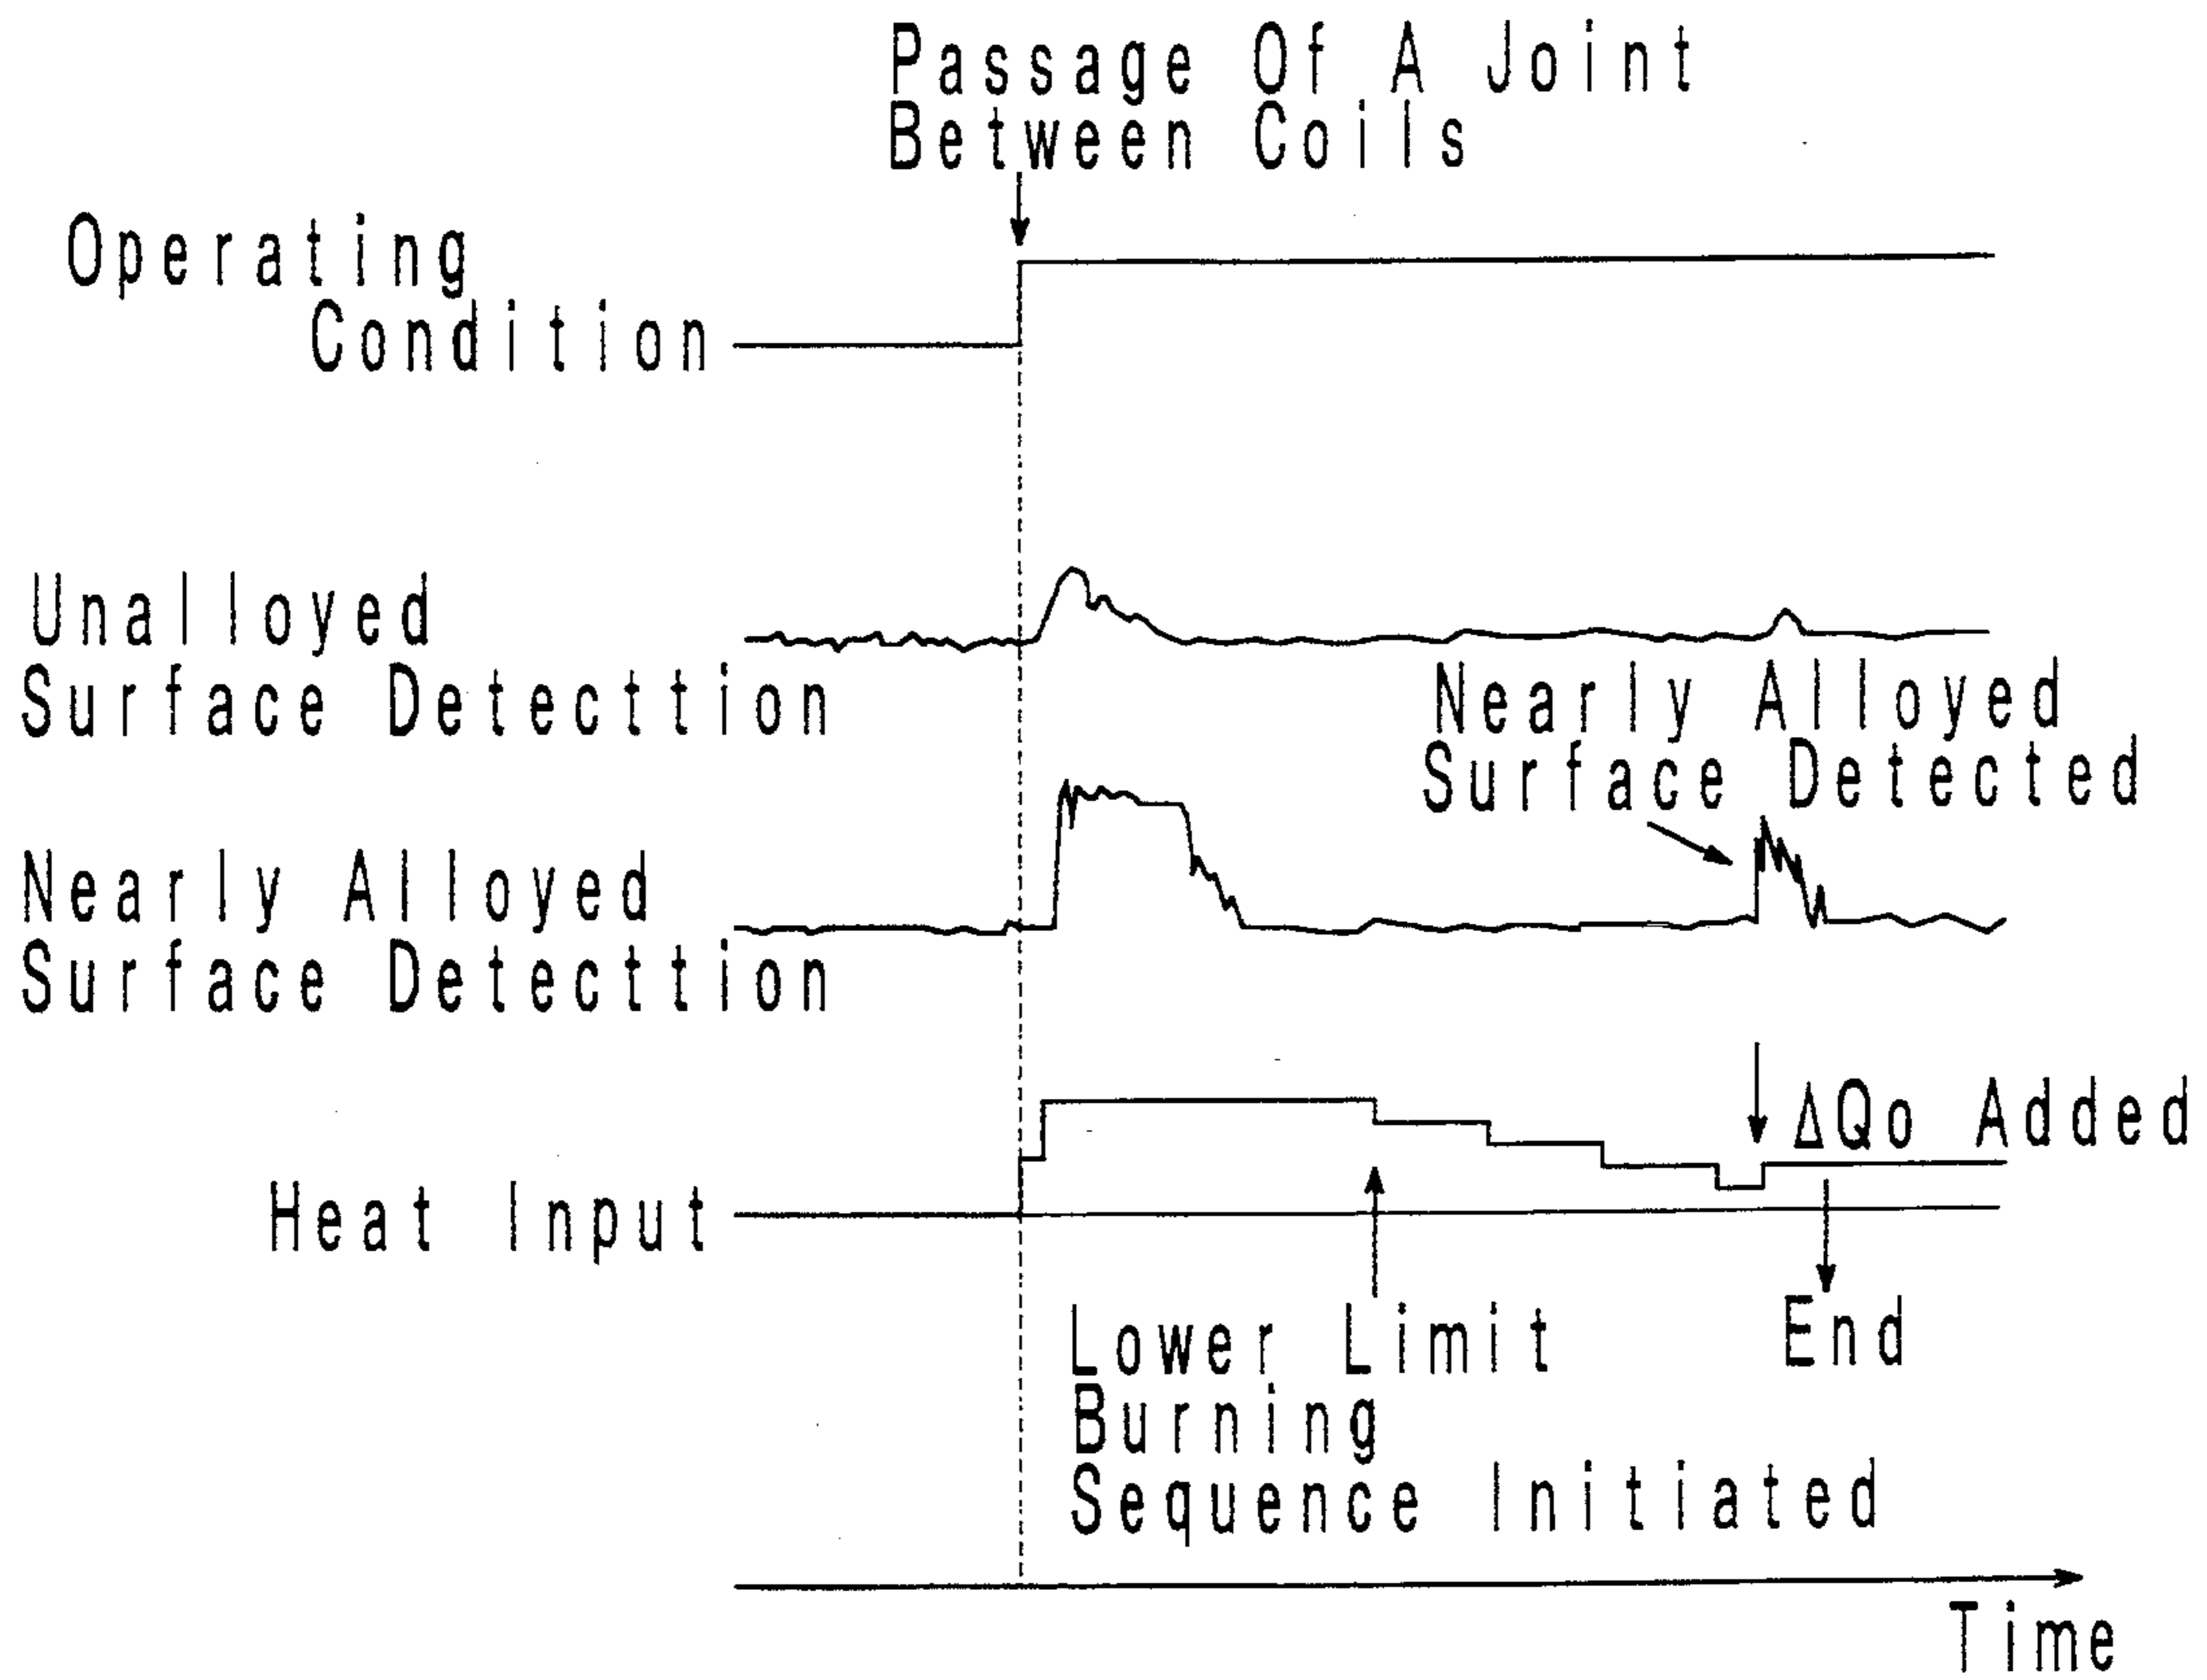 Passage Of A Joint
Between Coils
Operating
Condition
Unalloyed
Surface Detecttion
Nearly Alloyed
Surface Detected
Nearly Alloyed
Surface Detecttion
ΔQo Added
Heat Input
Lower Limit
Burning
Sequence Initiated
End
Time